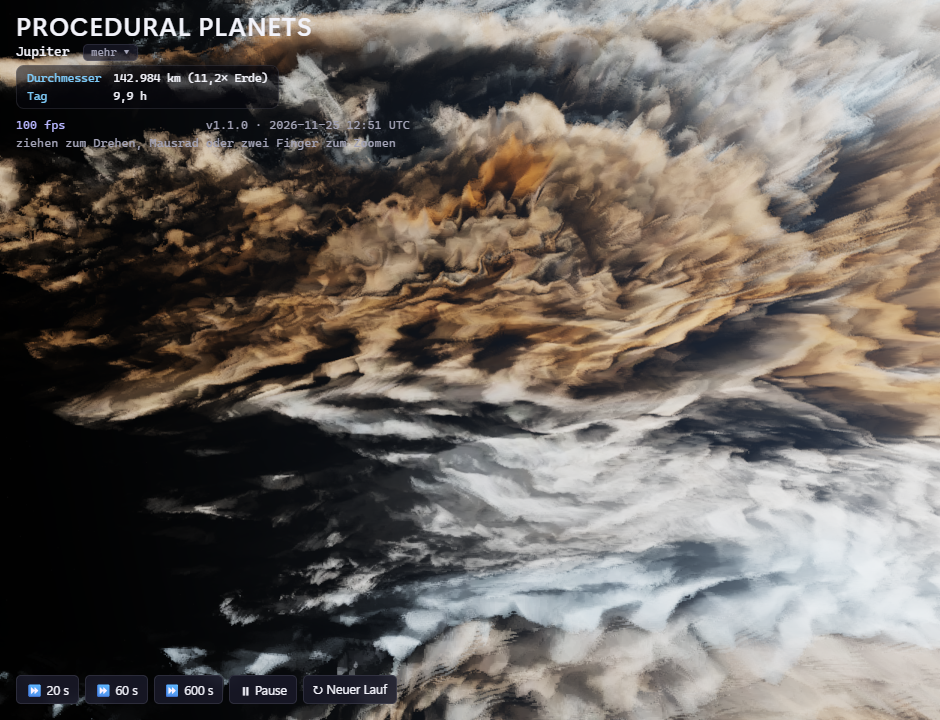 PROCEDURAL PLANETS
Jupiter mehr ▾
Durchmesser 142.984 km (11,2× Erde)
Tag 9,9 h
100 fps v1.1.0 · 2026-11-25 12:51 UTC
ziehen zum Drehen, Mausrad oder zwei Finger zum Zoomen
⏩ 20 s ⏩ 60 s ⏩ 600 s ⏸ Pause ↻ Neuer Lauf